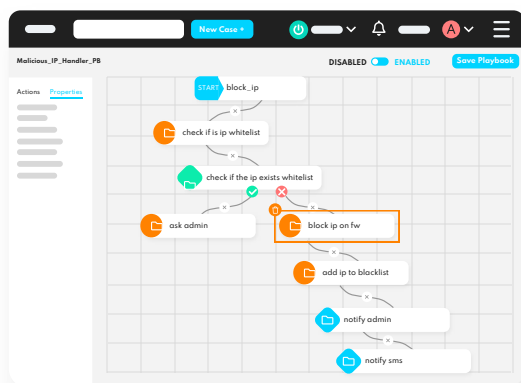 New Case +
A
Malicious_IP_Handler_PB
DISABLED
ENABLED
Save Playbook
Actions
Properties
START
block_ip
check if is ip whitelist
check if the ip exists whitelist
ask admin
block ip on fw
add ip to blocklist
notify admin
notify sms